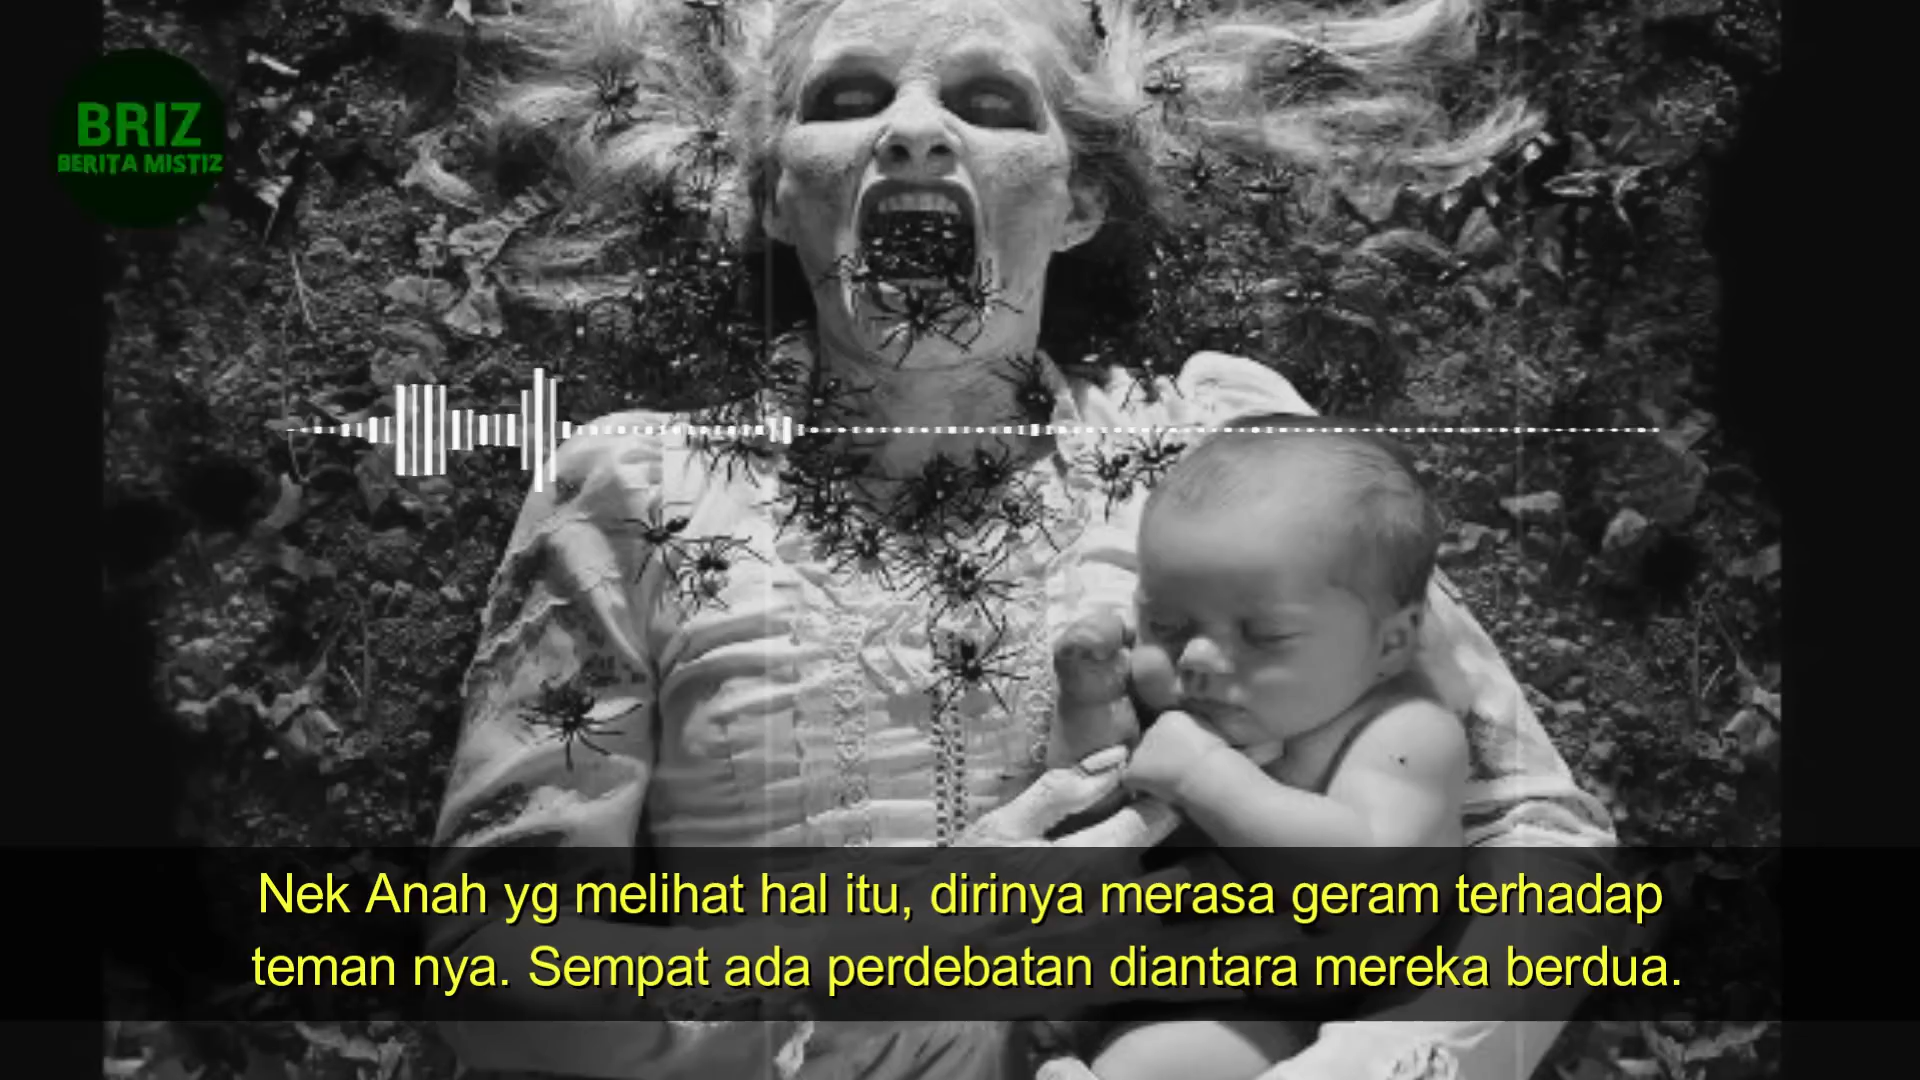 BRIZ
BERITA MISTIZ
Nek Anah yg melihat hal itu, dirinya merasa geram terhadap
teman nya. Sempat ada perdebatan diantara mereka berdua.